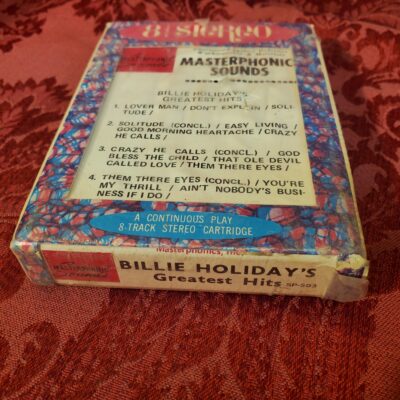 8 stereo
MASTERPHONIC
SOUNDS
BILLIE HOLIDAY'S
GREATEST HITS
1. LOVER MAN / DON'T EXPLAIN / SOLI-
TUDE /
2. SOLITUDE (CONCL.) / EASY LIVING /
GOOD MORNING HEARTACHE / CRAZY
HE CALLS /
3. CRAZY HE CALLS (CONCL.) / GOD
BLESS THE CHILD / THAT OLE DEVIL
CALLED LOVE / THEM THERE EYES /
4. THEM THERE EYES (CONCL.) / YOU'RE
MY THRILL / AIN'T NOBODY'S BUSI-
NESS IF I DO /
A CONTINUOUS PLAY
8-TRACK STEREO CARTRIDGE
Masterphonics, Inc.
BILLIE HOLIDAY'S
Greatest Hits SP-503